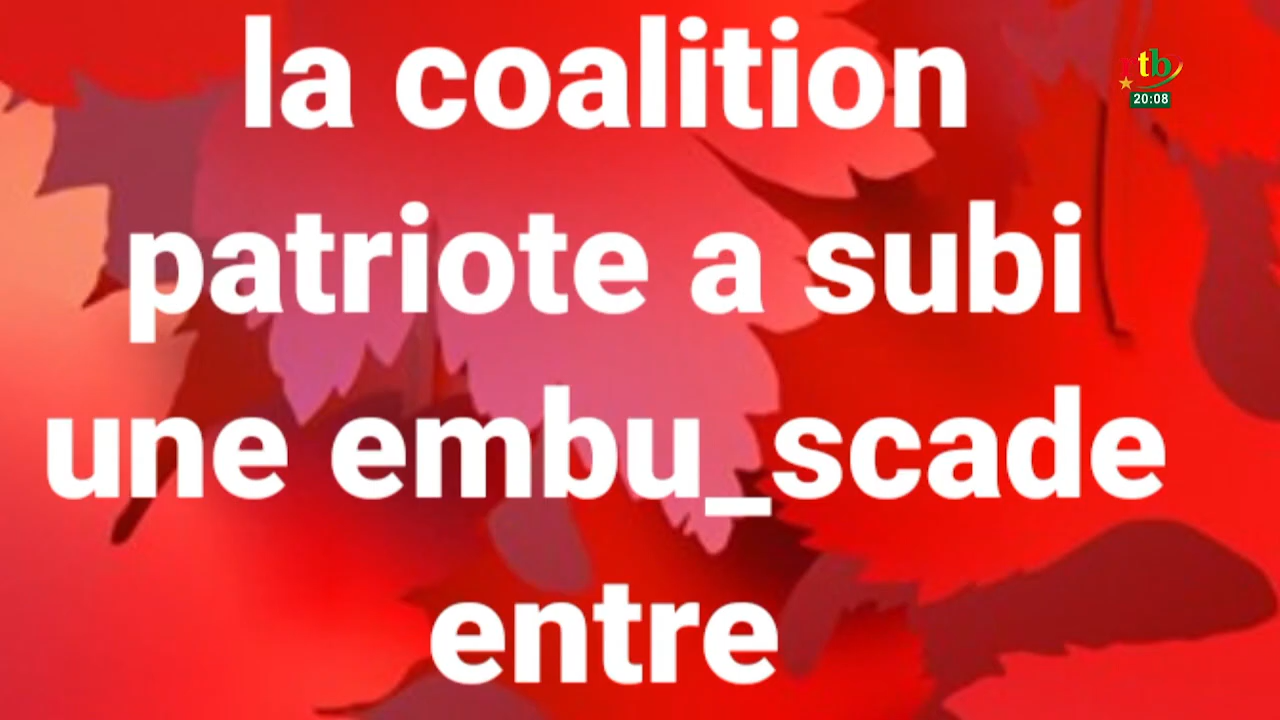 la coalition
rtb
20:08
patriote a subi
une embu_scade
entre